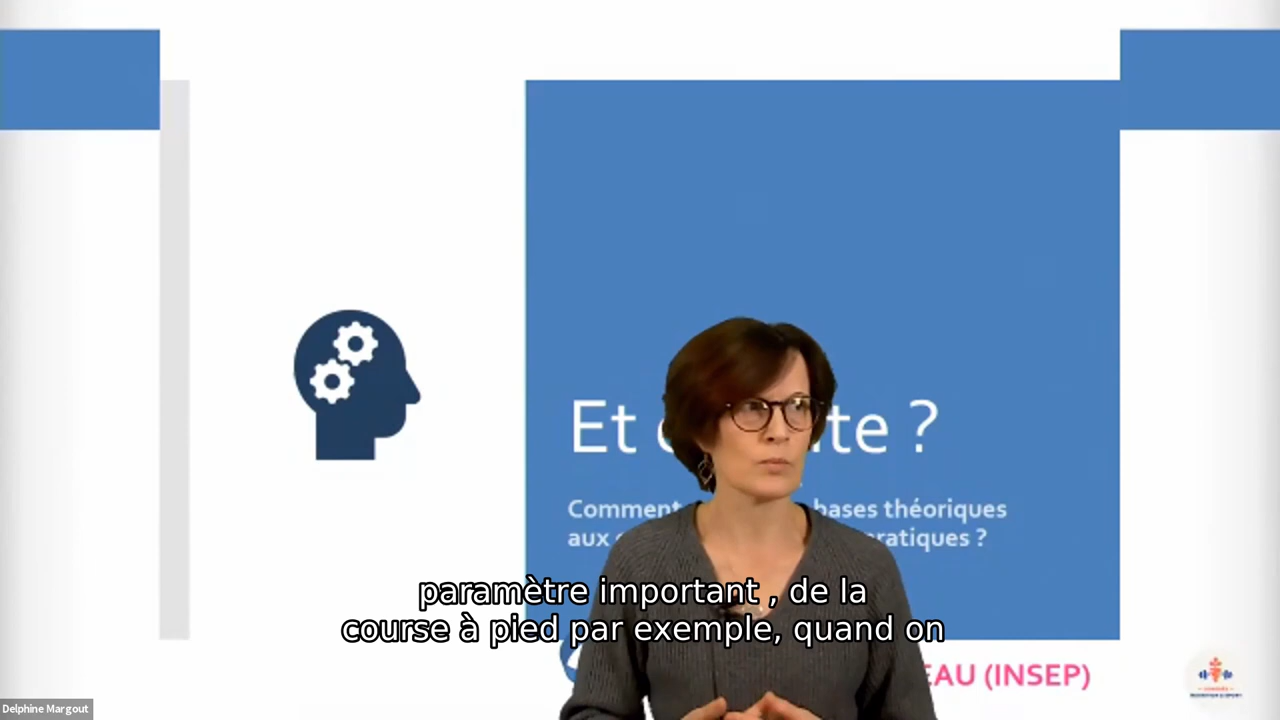 Et te ?
Comment bases théoriques
aux pratiques ?
paramètre important , de la
course à pied par exemple, quand on
EAU (INSEP)
Delphine Margout